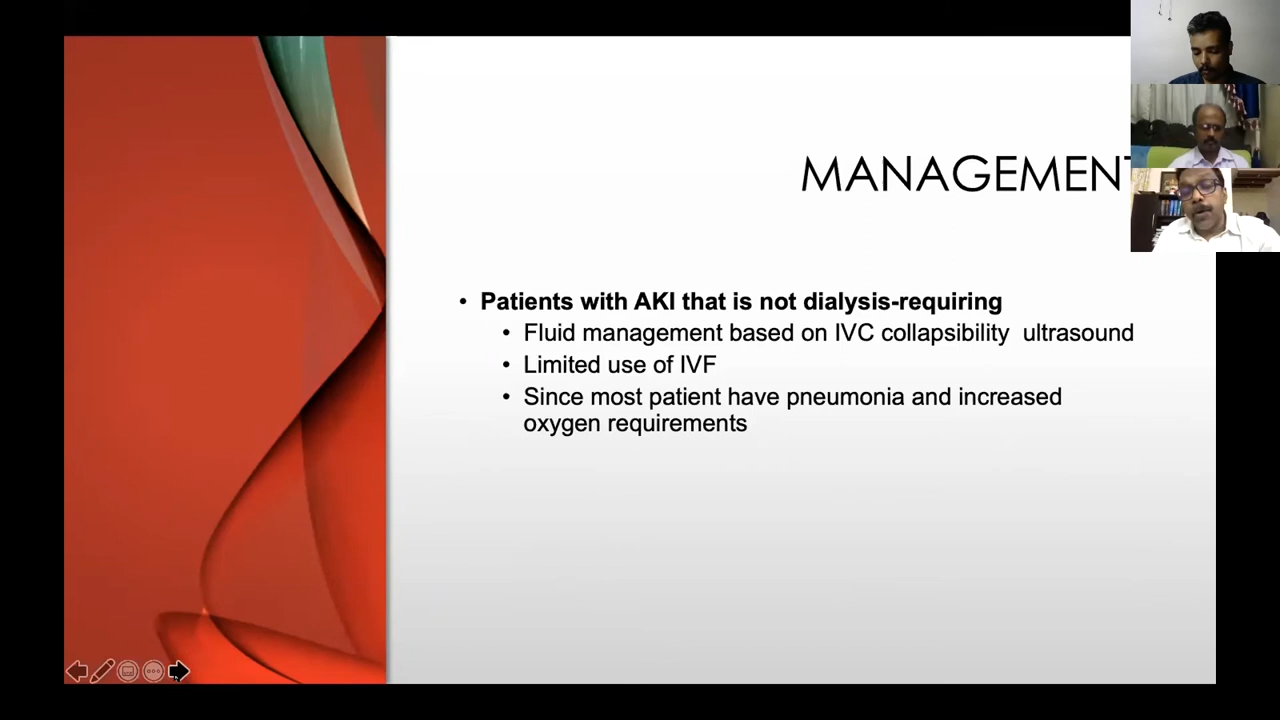 MANAGEMENT
• Patients with AKI that is not dialysis-requiring
• Fluid management based on IVC collapsibility  ultrasound
• Limited use of IVF
• Since most patient have pneumonia and increased
oxygen requirements